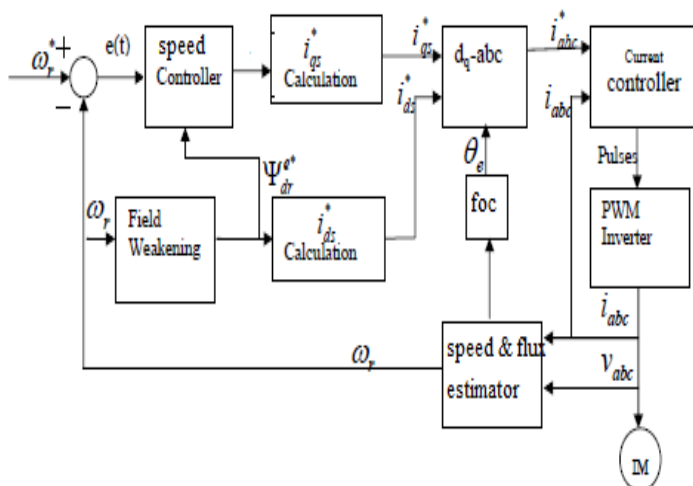 ω_r^* + e(t)
−
speed
Controller
i_qs^*
Calculation
i_qs^*
i_ds^*
d_q-abc
i_abc^*
i_abc
Current
controller
Pulses
PWM
Inverter
θ_e
foc
Ψ_dr^e*
ω_r
Field
Weakening
i_ds^*
Calculation
ω_r
speed & flux
estimator
i_abc
v_abc
IM